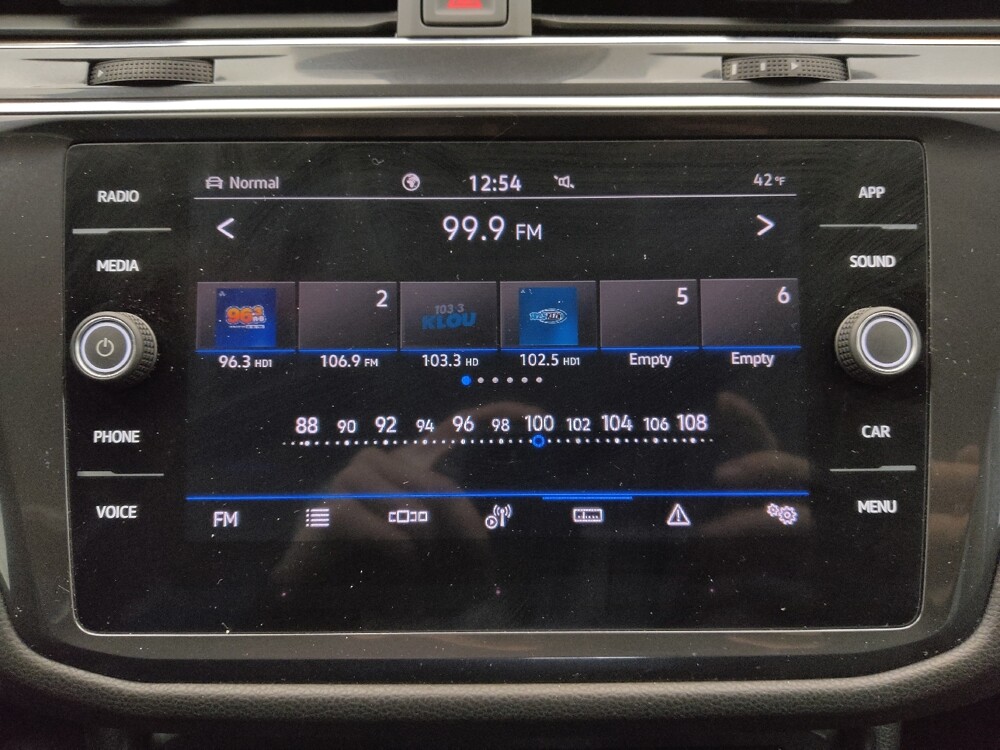 RADIO
MEDIA
PHONE
VOICE
Normal
12:54
42°F
99.9 FM
96.3
2
103.3
KLOU
5
6
96.3 HD1
106.9 FM
103.3 HD
102.5 HD1
Empty
Empty
88 90 92 94 96 98 100 102 104 106 108
FM
APP
SOUND
CAR
MENU